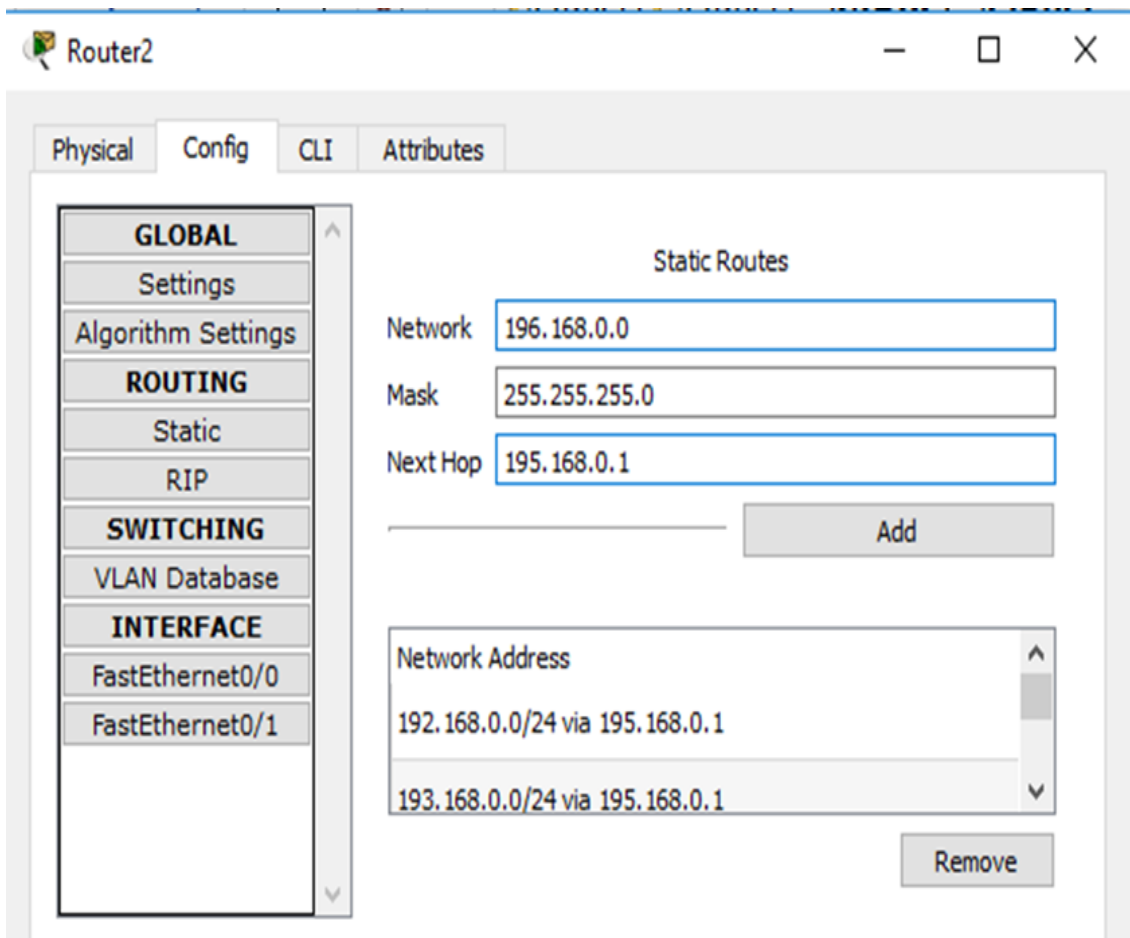 Router2
Physical Config CLI Attributes
GLOBAL
Settings
Algorithm Settings
ROUTING
Static
RIP
SWITCHING
VLAN Database
INTERFACE
FastEthernet0/0
FastEthernet0/1
Static Routes
Network 196.168.0.0
Mask 255.255.255.0
Next Hop 195.168.0.1
Add
Network Address
192.168.0.0/24 via 195.168.0.1
193.168.0.0/24 via 195.168.0.1
Remove